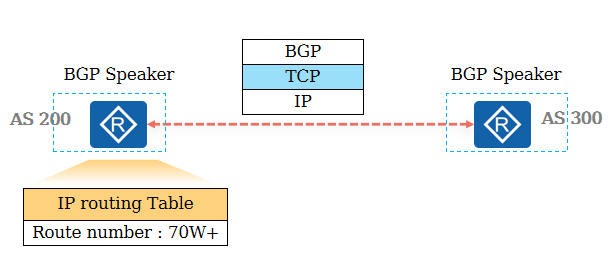 BGP
TCP
IP
BGP Speaker
BGP Speaker
AS 200
R
R
AS 300
IP routing Table
Route number : 70W+